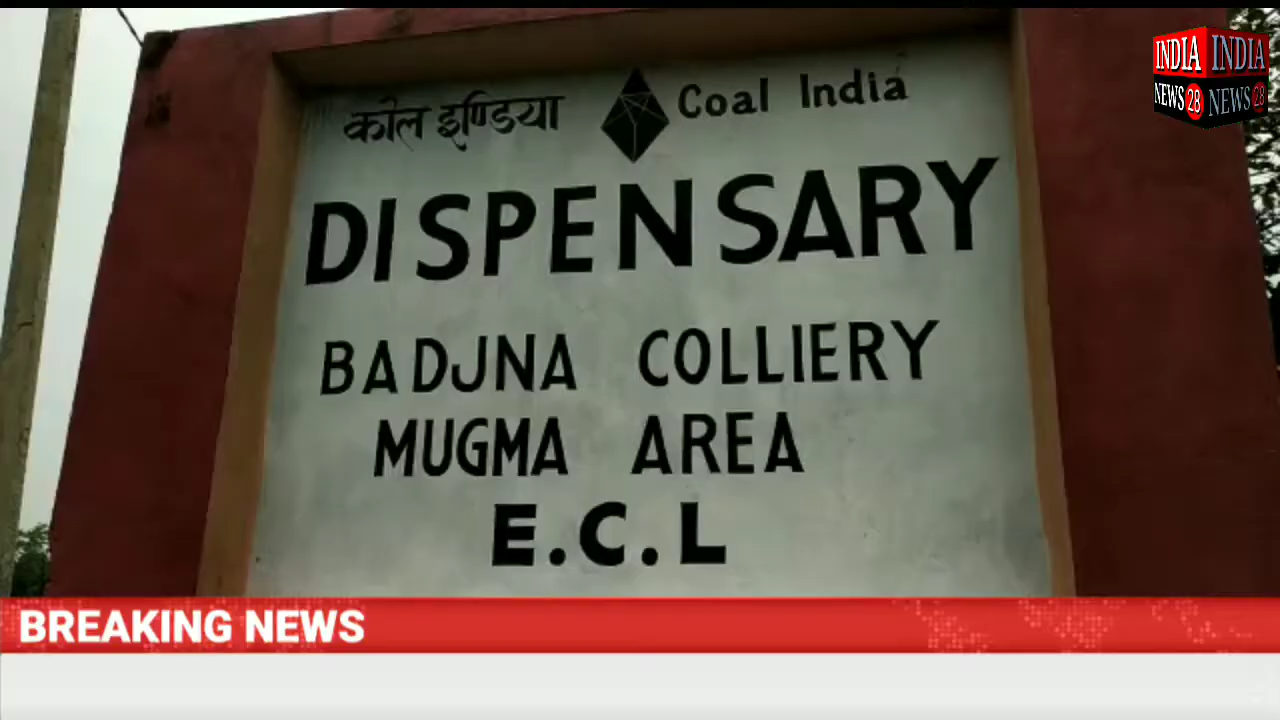 कोल इण्डिया Coal India
DISPENSARY
BADJNA COLLIERY
MUGMA AREA
E.C.L
BREAKING NEWS
INDIA INDIA
NEWS 28 NEWS 28